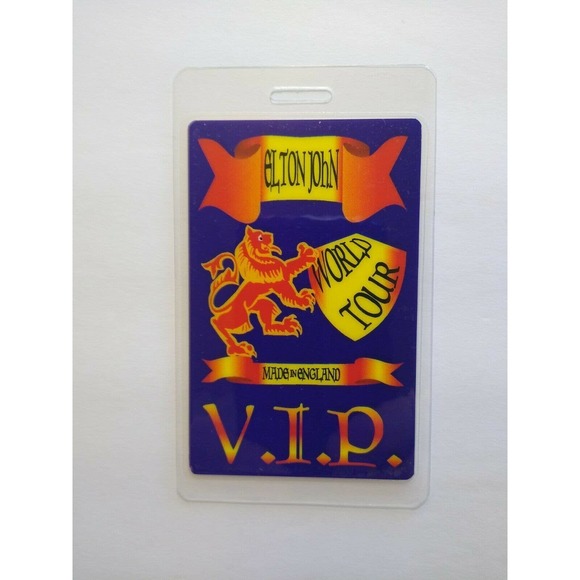 ELTON JOhN
WORLD
TOUR
MADE IN ENGLAND
V.I.P.